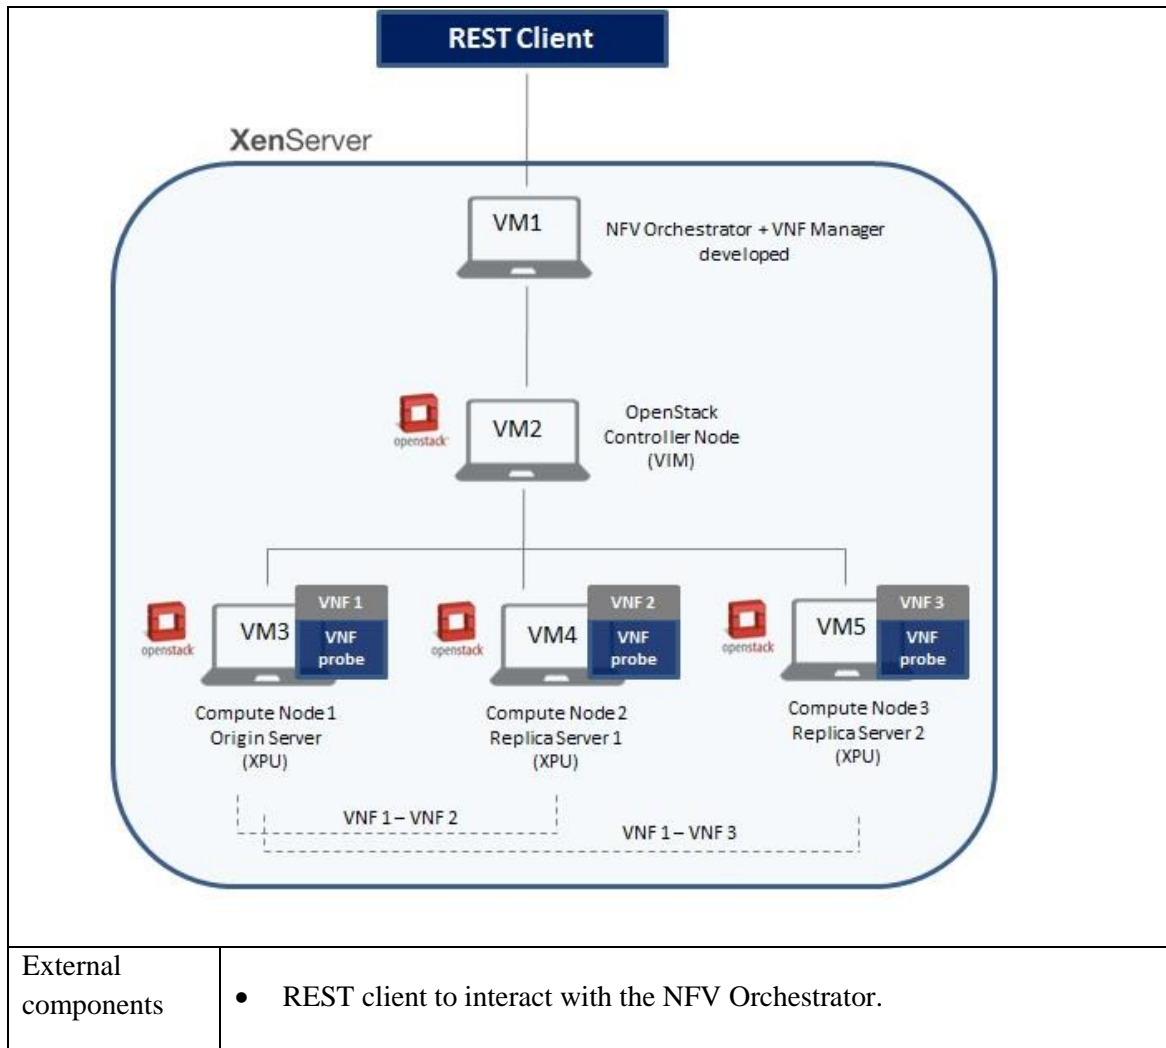 REST Client
XenServer
VM1
NFV Orchestrator + VNF Manager
developed
openstack
VM2
OpenStack
Controller Node
(VIM)
openstack
VM3
VNF 1
VNF
probe
openstack
VM4
VNF 2
VNF
probe
openstack
VM5
VNF 3
VNF
probe
Compute Node 1
Origin Server
(XPU)
Compute Node 2
Replica Server 1
(XPU)
Compute Node 3
Replica Server 2
(XPU)
VNF 1 – VNF 2
VNF 1 – VNF 3
External
components
• REST client to interact with the NFV Orchestrator.